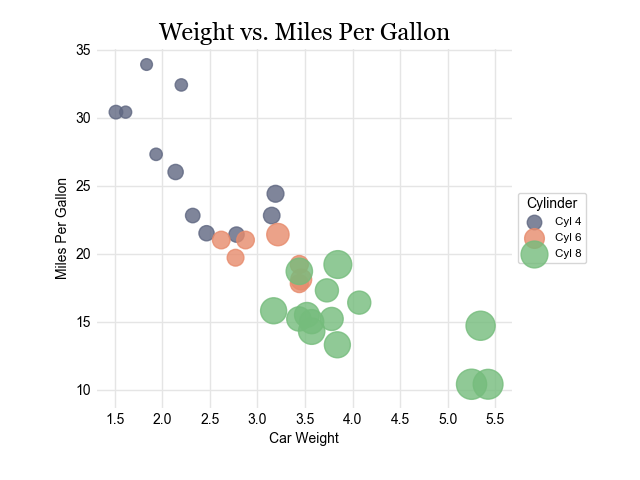 Weight vs. Miles Per Gallon
35
30
25
20
15
10
Miles Per Gallon
1.5 2.0 2.5 3.0 3.5 4.0 4.5 5.0 5.5
Car Weight
Cylinder
Cyl 4
Cyl 6
Cyl 8